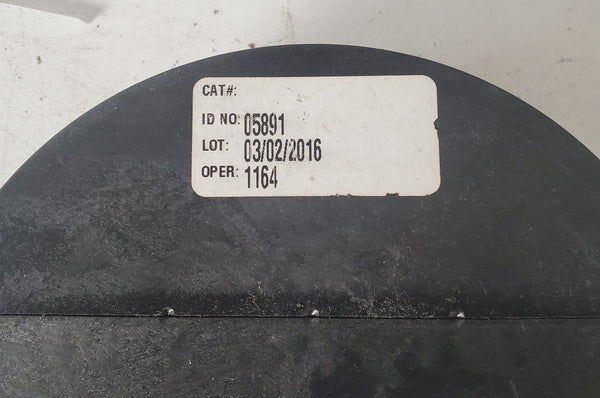 CAT#:
ID NO: 05891
LOT: 03/02/2016
OPER: 1164